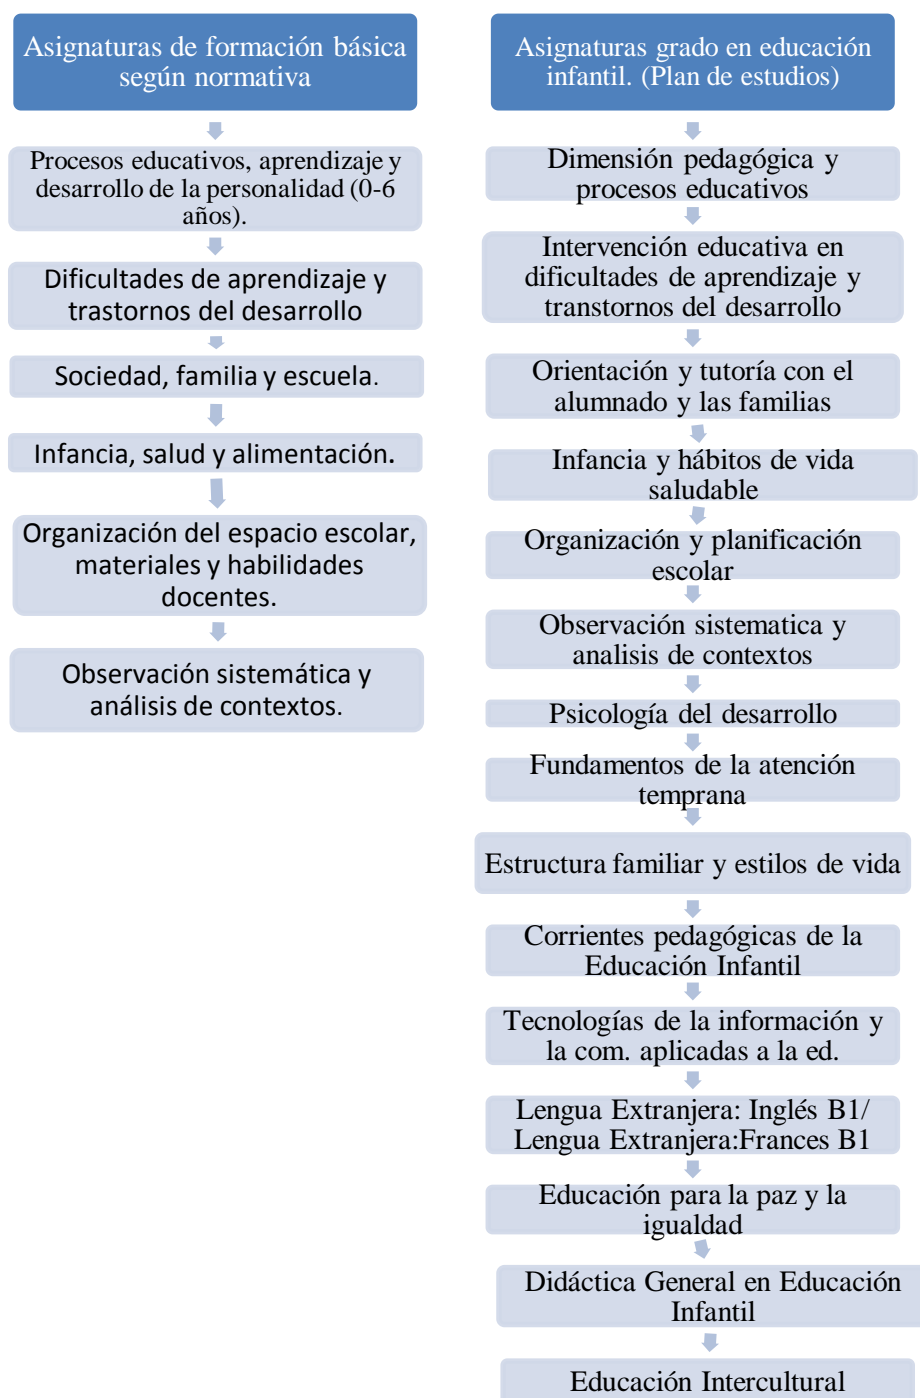 Asignaturas de formación básica
según normativa
Procesos educativos, aprendizaje y
desarrollo de la personalidad (0-6
años).
Dificultades de aprendizaje y
trastornos del desarrollo
Sociedad, familia y escuela.
Infancia, salud y alimentación.
Organización del espacio escolar,
materiales y habilidades
docentes.
Observación sistemática y
análisis de contextos.
Asignaturas grado en educación
infantil. (Plan de estudios)
Dimensión pedagógica y
procesos educativos
Intervención educativa en
dificultades de aprendizaje y
transtornos del desarrollo
Orientación y tutoría con el
alumnado y las familias
Infancia y hábitos de vida
saludable
Organización y planificación
escolar
Observación sistematica y
analisis de contextos
Psicología del desarrollo
Fundamentos de la atención
temprana
Estructura familiar y estilos de vida
Corrientes pedagógicas de la
Educación Infantil
Tecnologías de la información y
la com. aplicadas a la ed.
Lengua Extranjera: Inglés B1/
Lengua Extranjera:Frances B1
Educación para la paz y la
igualdad
Didáctica General en Educación
Infantil
Educación Intercultural